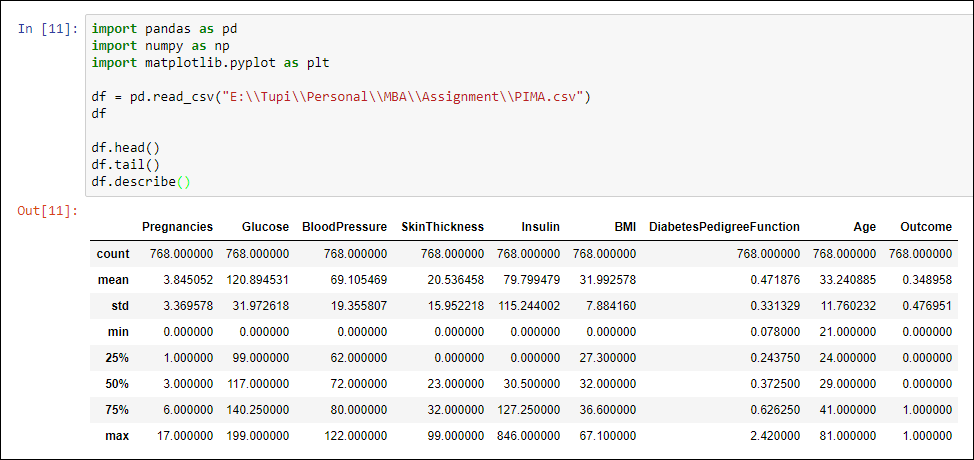 In [11]: import pandas as pd
import numpy as np
import matplotlib.pyplot as plt
df = pd.read_csv("E:\\Tupi\\Personal\\MBA\\Assignment\\PIMA.csv")
df
df.head()
df.tail()
df.describe()
Out[11]:
Pregnancies Glucose BloodPressure SkinThickness Insulin BMI DiabetesPedigreeFunction Age Outcome
count 768.000000 768.000000 768.000000 768.000000 768.000000 768.000000 768.000000 768.000000 768.000000
mean 3.845052 120.894531 69.105469 20.536458 79.799479 31.992578 0.471876 33.240885 0.348958
std 3.369578 31.972618 19.355807 15.952218 115.244002 7.884160 0.331329 11.760232 0.476951
min 0.000000 0.000000 0.000000 0.000000 0.000000 0.000000 0.078000 21.000000 0.000000
25% 1.000000 99.000000 62.000000 0.000000 0.000000 27.300000 0.243750 24.000000 0.000000
50% 3.000000 117.000000 72.000000 23.000000 30.500000 32.000000 0.372500 29.000000 0.000000
75% 6.000000 140.250000 80.000000 32.000000 127.250000 36.600000 0.626250 41.000000 1.000000
max 17.000000 199.000000 122.000000 99.000000 846.000000 67.100000 2.420000 81.000000 1.000000